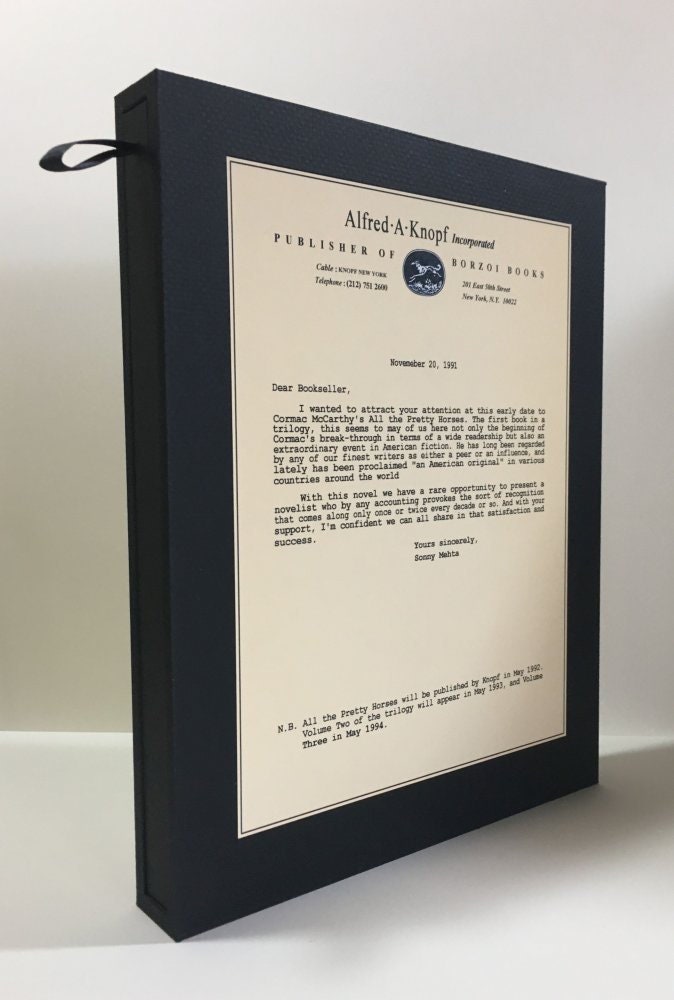 Alfred·A·Knopf Incorporated
PUBLISHER OF BORZOI BOOKS
Cable : KNOPF NEW YORK
Telephone : (212) 751 2600
201 East 50th Street
New York, N.Y. 10022
Novemeber 20, 1991
Dear Bookseller,
I wanted to attract your attention at this early date to
Cormac McCarthy's All the Pretty Horses. The first book in a
trilogy, this seems to may of us here not only the beginning of
Cormac's break-through in terms of a wide readership but also an
extraordinary event in American fiction. He has long been regarded
by any of our finest writers as either a peer or an influence, and
lately has been proclaimed "an American original" in various
countries around the world
With this novel we have a rare opportunity to present a
novelist who by any accounting provokes the sort of recognition
that comes along only once or twice every decade or so. And with your
support, I'm confident we can all share in that satisfaction and
success.
Yours sincerely,
Sonny Mehta
N.B. All the Pretty Horses will be published by Knopf in May 1992.
Volume Two of the trilogy will appear in May 1993, and Volume
Three in May 1994.